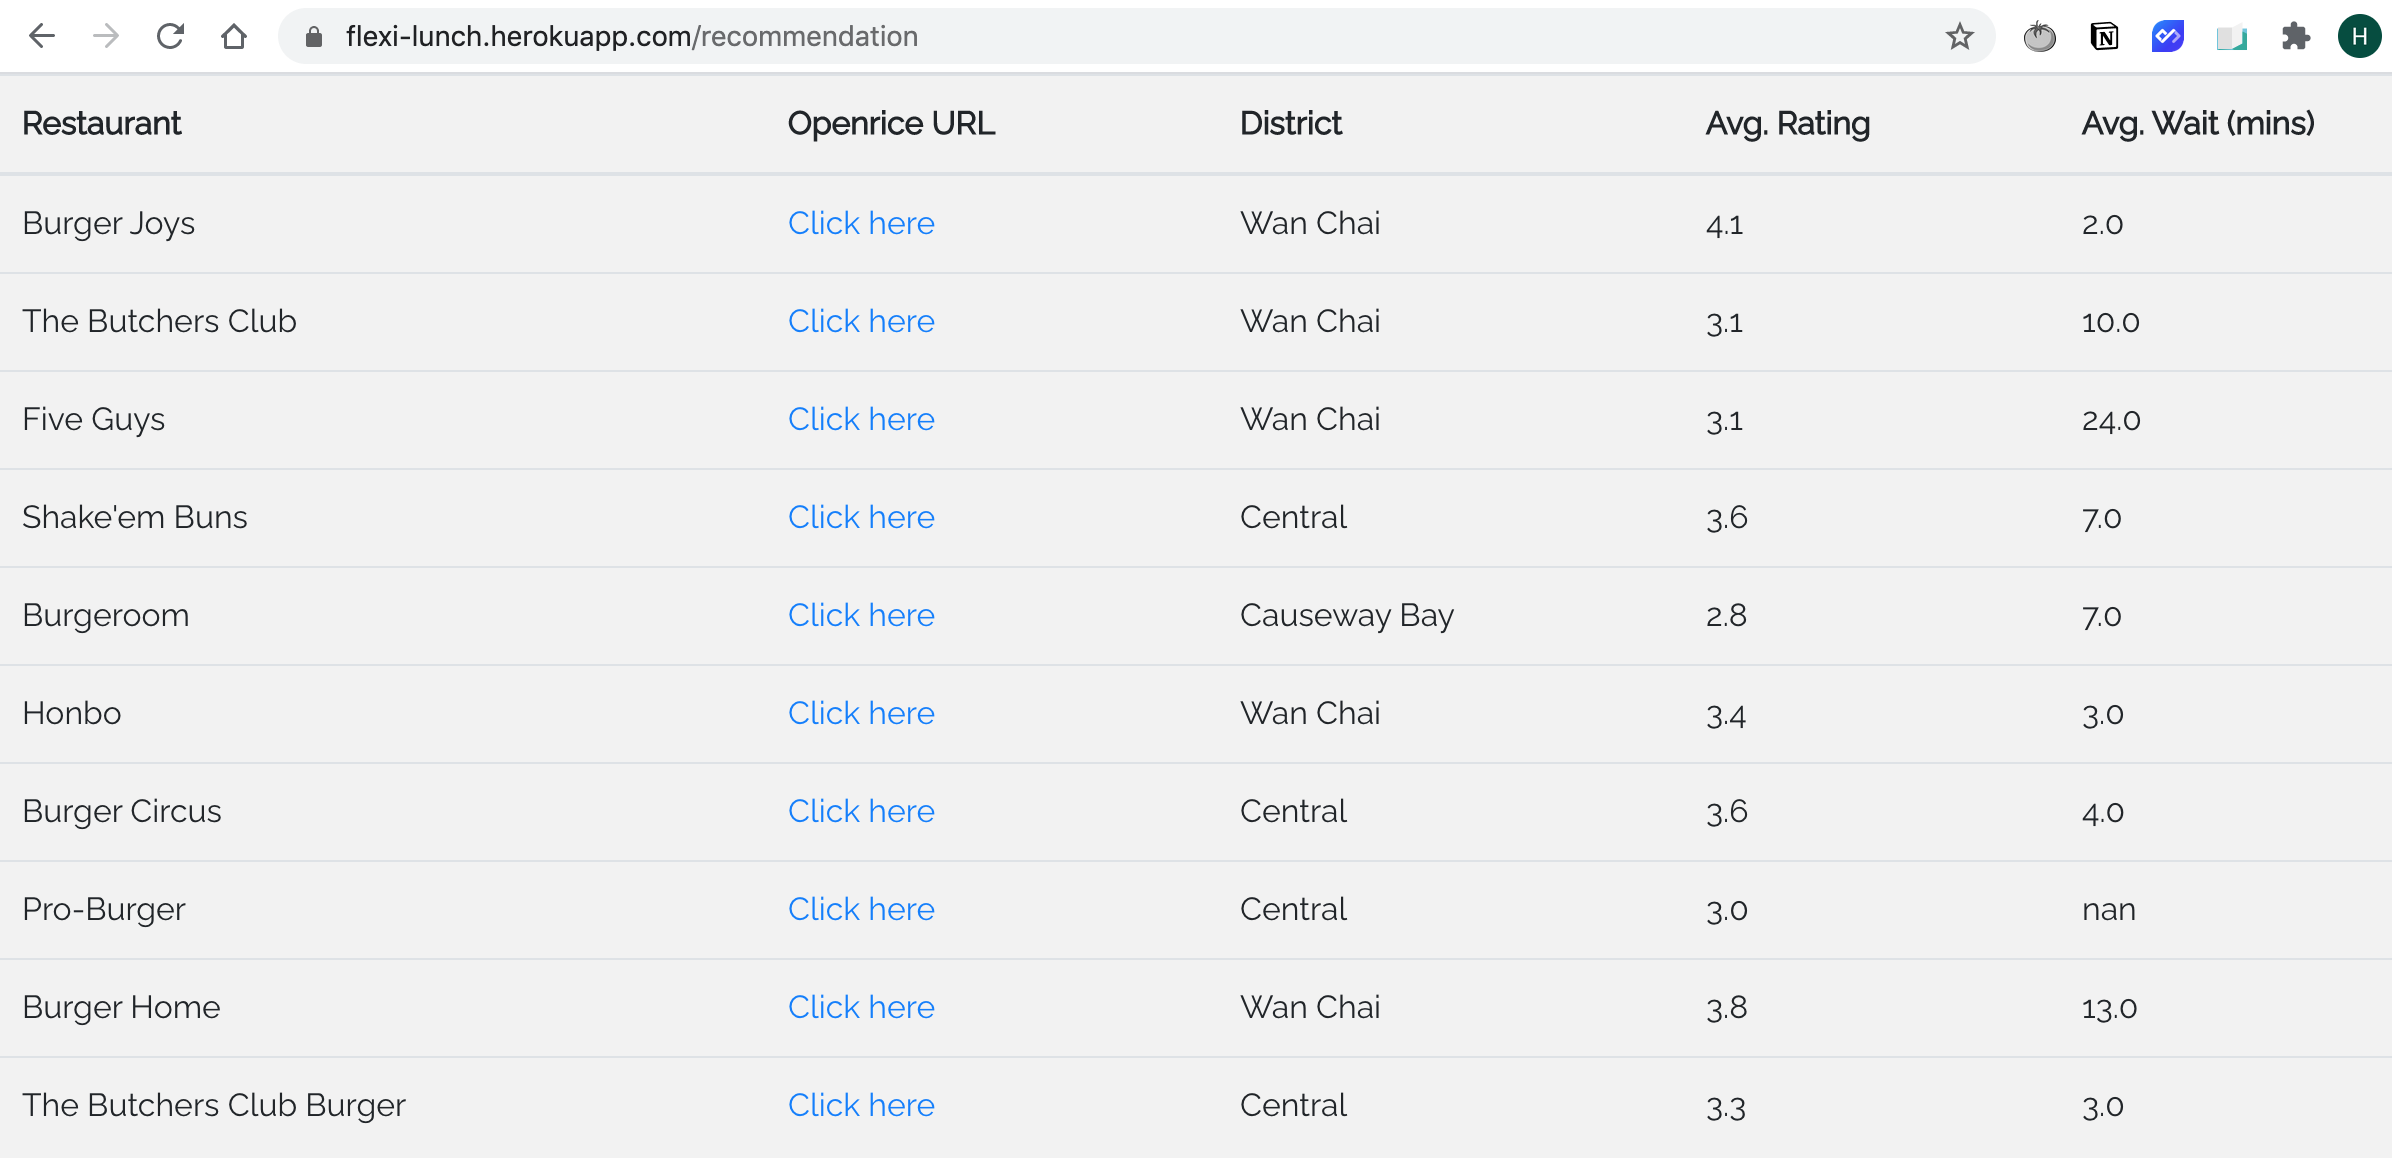 flexi-lunch.herokuapp.com/recommendation
N
H
Restaurant Openrice URL District Avg. Rating Avg. Wait (mins)
Burger Joys Click here Wan Chai 4.1 2.0
The Butchers Club Click here Wan Chai 3.1 10.0
Five Guys Click here Wan Chai 3.1 24.0
Shake'em Buns Click here Central 3.6 7.0
Burgeroom Click here Causeway Bay 2.8 7.0
Honbo Click here Wan Chai 3.4 3.0
Burger Circus Click here Central 3.6 4.0
Pro-Burger Click here Central 3.0 nan
Burger Home Click here Wan Chai 3.8 13.0
The Butchers Club Burger Click here Central 3.3 3.0